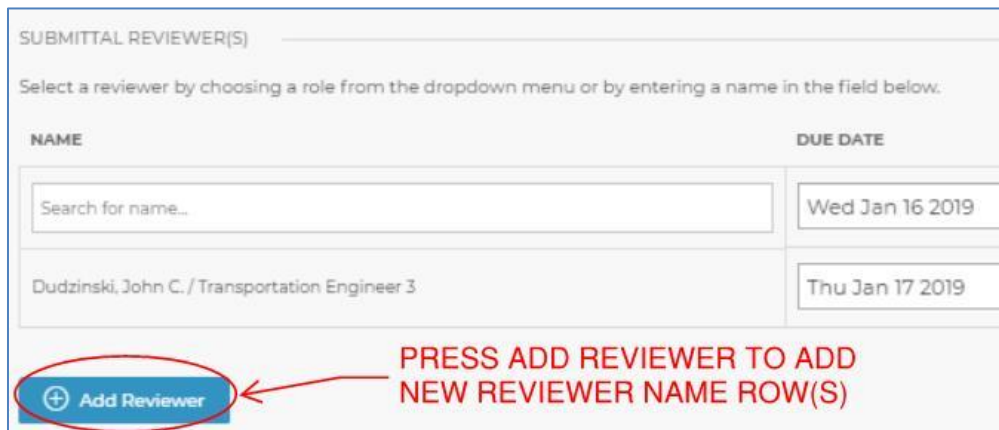 SUBMITTAL REVIEWER(S)
Select a reviewer by choosing a role from the dropdown menu or by entering a name in the field below.
NAME DUE DATE
Search for name... Wed Jan 16 2019
Dudzinski, John C. / Transportation Engineer 3 Thu Jan 17 2019
PRESS ADD REVIEWER TO ADD
NEW REVIEWER NAME ROW(S)
Add Reviewer